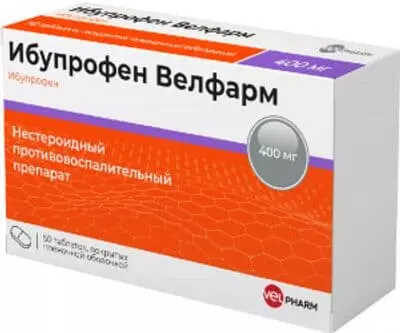 400 мг
Ибупрофен Велфарм
Ибупрофен
Нестероидный
противовоспалительный
препарат
400 мг
50 таблеток, покрытых
пленочной оболочкой
VELPHARM